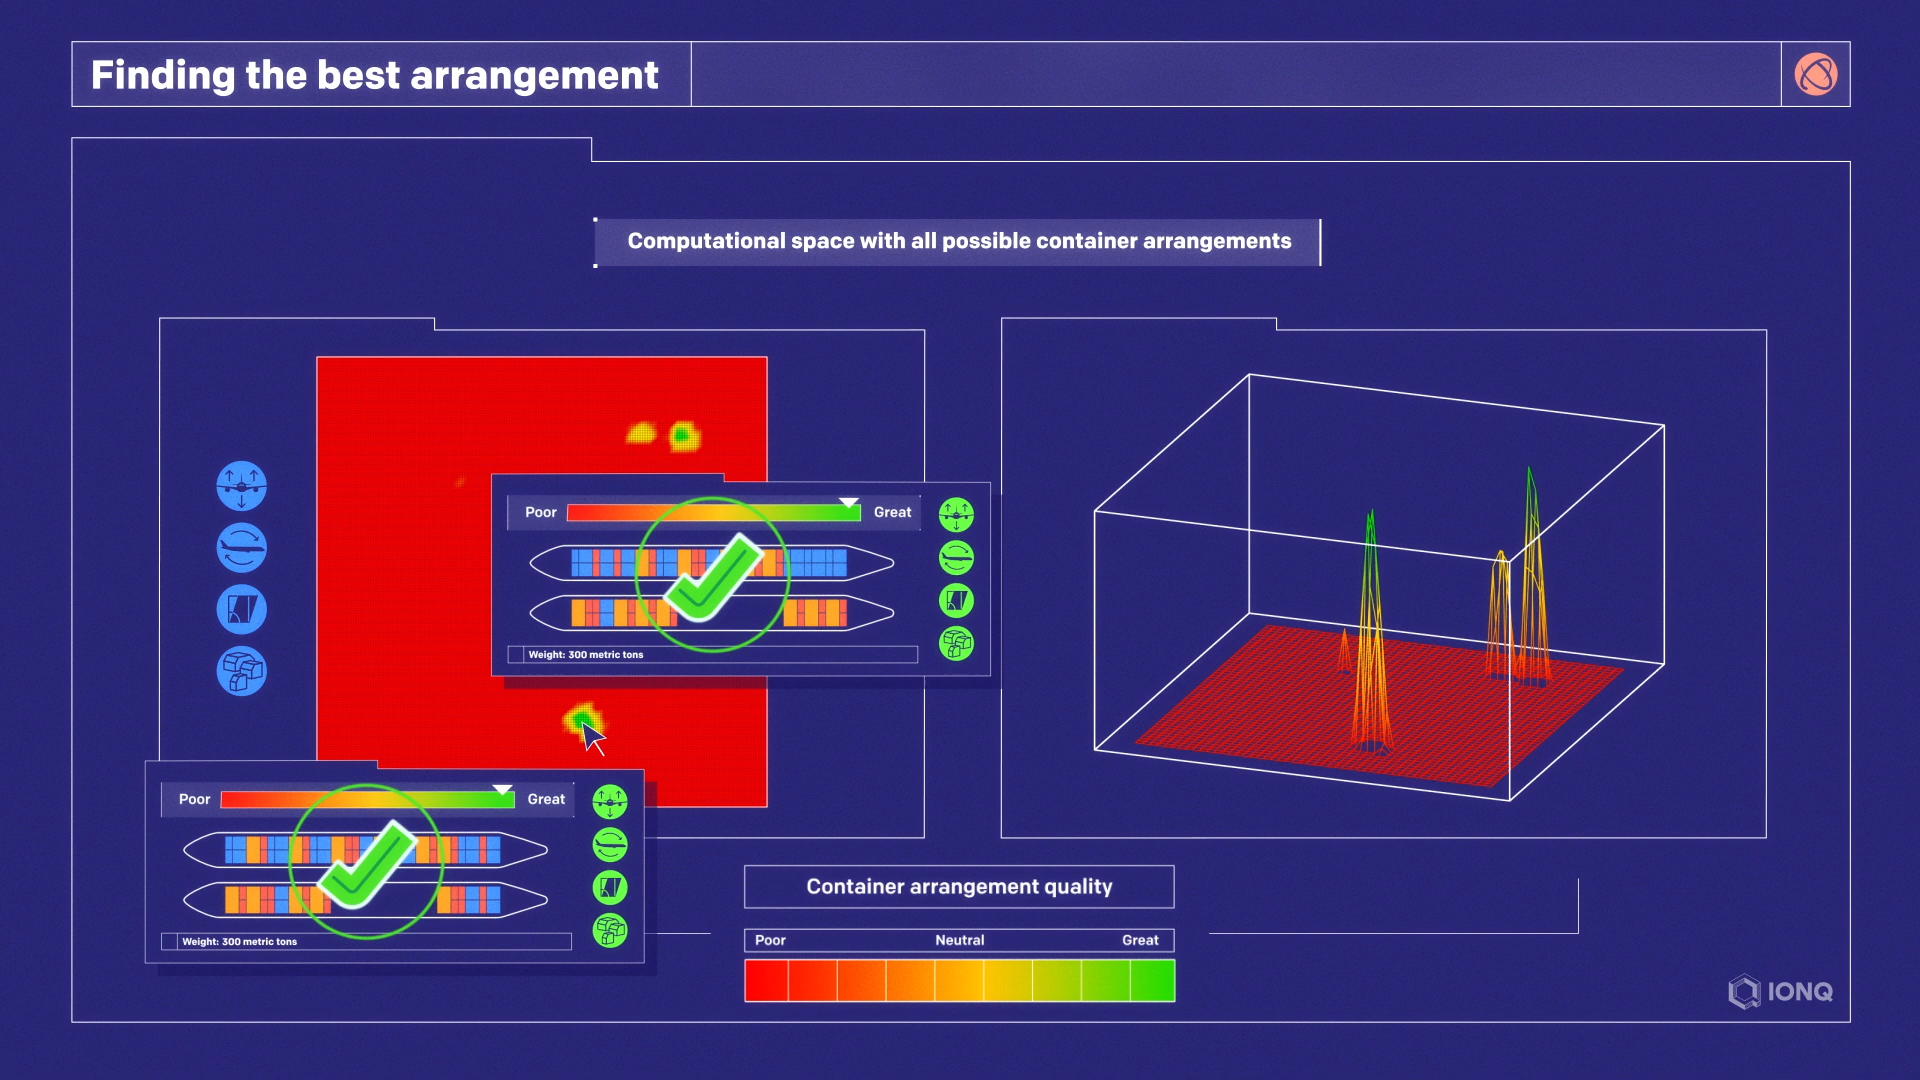 Finding the best arrangement
Computational space with all possible container arrangements
Poor Great
Weight: 300 metric tons
Poor Great
Weight: 300 metric tons
Container arrangement quality
Poor Neutral Great
IONQ